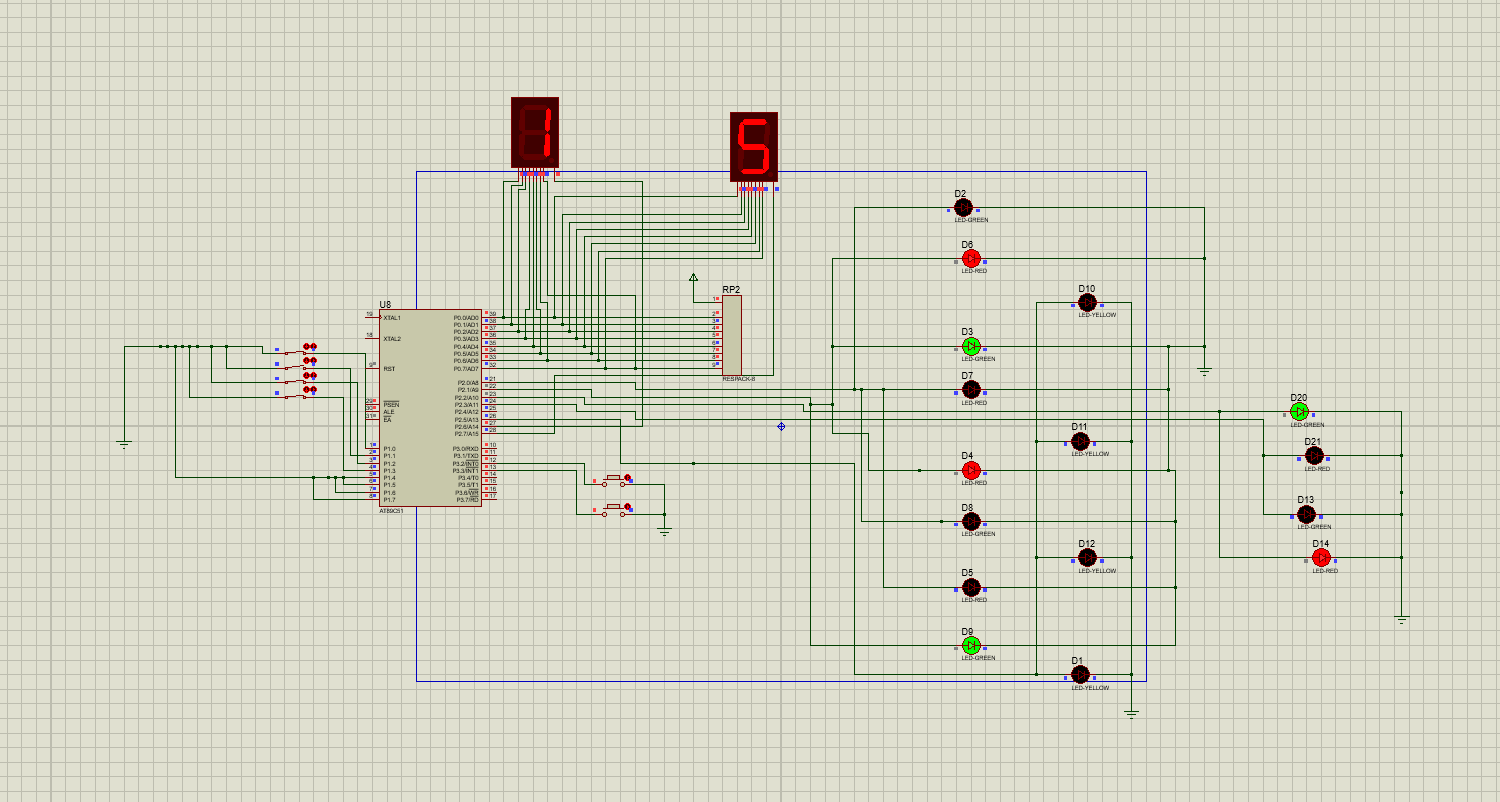 1
5
D2
LED-GREEN
D6
LED-RED
D10
LED-YELLOW
D3
LED-GREEN
D7
LED-RED
D11
LED-YELLOW
D4
LED-RED
D8
LED-GREEN
D12
LED-YELLOW
D5
LED-RED
D9
LED-GREEN
D1
LED-YELLOW
D20
LED-GREEN
D21
LED-RED
D13
LED-GREEN
D14
LED-RED
RP2
1
2
3
4
5
6
7
8
9
RESPACK-8
U8
19 XTAL1
18 XTAL2
9 RST
29 PSEN
30 ALE
31 EA
1 P1.0
2 P1.1
3 P1.2
4 P1.3
5 P1.4
6 P1.5
7 P1.6
8 P1.7
P0.0/AD0 39
P0.1/AD1 38
P0.2/AD2 37
P0.3/AD3 36
P0.4/AD4 35
P0.5/AD5 34
P0.6/AD6 33
P0.7/AD7 32
P2.0/A8 21
P2.1/A9 22
P2.2/A10 23
P2.3/A11 24
P2.4/A12 25
P2.5/A13 26
P2.6/A14 27
P2.7/A15 28
P3.0/RXD 10
P3.1/TXD 11
P3.2/INT0 12
P3.3/INT1 13
P3.4/T0 14
P3.5/T1 15
P3.6/WR 16
P3.7/RD 17
AT89C51